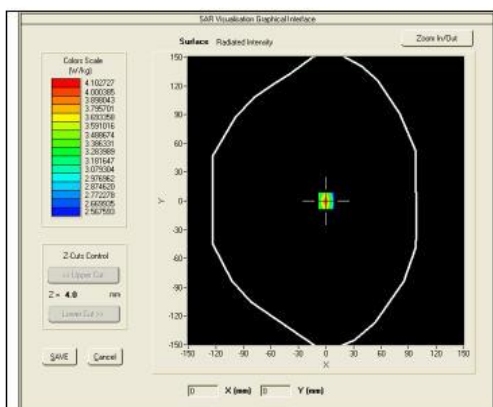 SAR Visualisation Graphical Interface
Surface Radiated Intensity
Zoom In/Out
Colors Scale
(W/kg)
4.102727
4.000385
3.898043
3.795701
3.693358
3.591016
3.488674
3.386331
3.283989
3.181647
3.079304
2.976962
2.874620
2.772278
2.669935
2.567593
150
120
90
60
30
0
-30
-60
-90
-120
-150
Y
-150 -120 -90 -60 -30 0 30 60 90 120 150
X
Z-Cuts Control
<< Upper Cut
Z = 4.0 mm
Lower Cut >>
SAVE Cancel
0 X (mm) 0 Y (mm)